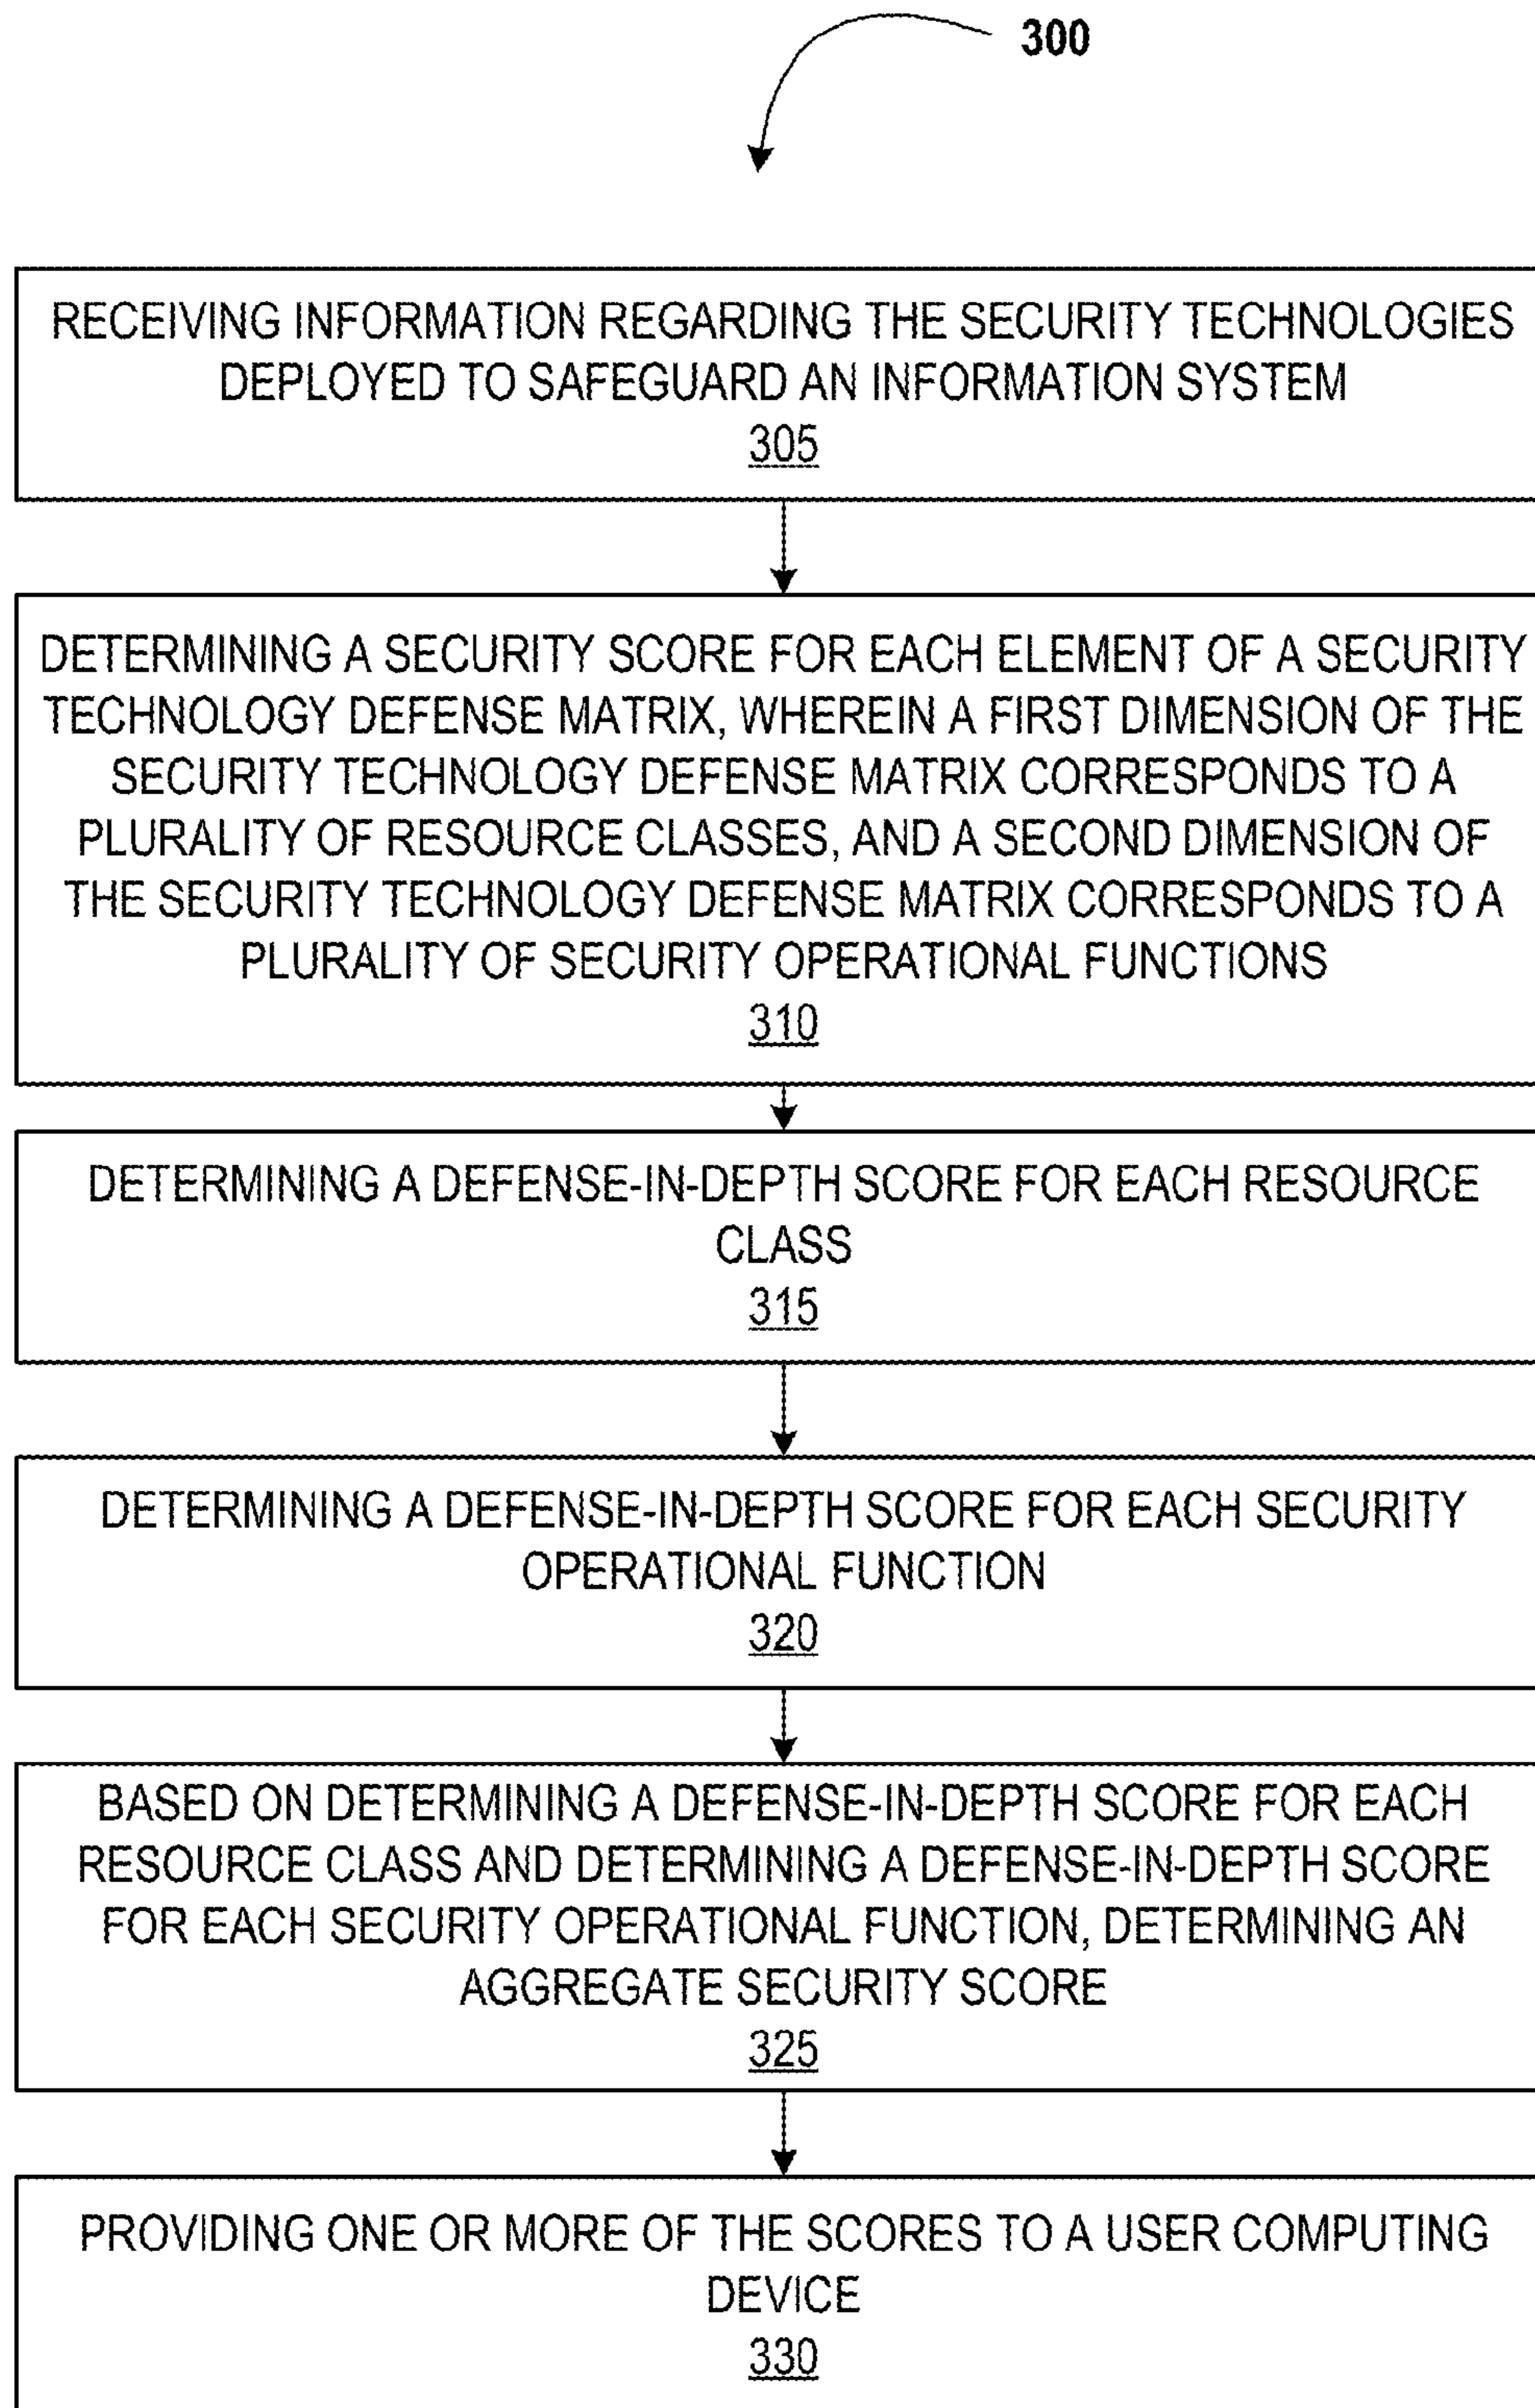 300
RECEIVING INFORMATION REGARDING THE SECURITY TECHNOLOGIES
DEPLOYED TO SAFEGUARD AN INFORMATION SYSTEM
305
DETERMINING A SECURITY SCORE FOR EACH ELEMENT OF A SECURITY
TECHNOLOGY DEFENSE MATRIX, WHEREIN A FIRST DIMENSION OF THE
SECURITY TECHNOLOGY DEFENSE MATRIX CORRESPONDS TO A
PLURALITY OF RESOURCE CLASSES, AND A SECOND DIMENSION OF
THE SECURITY TECHNOLOGY DEFENSE MATRIX CORRESPONDS TO A
PLURALITY OF SECURITY OPERATIONAL FUNCTIONS
310
DETERMINING A DEFENSE-IN-DEPTH SCORE FOR EACH RESOURCE
CLASS
315
DETERMINING A DEFENSE-IN-DEPTH SCORE FOR EACH SECURITY
OPERATIONAL FUNCTION
320
BASED ON DETERMINING A DEFENSE-IN-DEPTH SCORE FOR EACH
RESOURCE CLASS AND DETERMINING A DEFENSE-IN-DEPTH SCORE
FOR EACH SECURITY OPERATIONAL FUNCTION, DETERMINING AN
AGGREGATE SECURITY SCORE
325
PROVIDING ONE OR MORE OF THE SCORES TO A USER COMPUTING
DEVICE
330